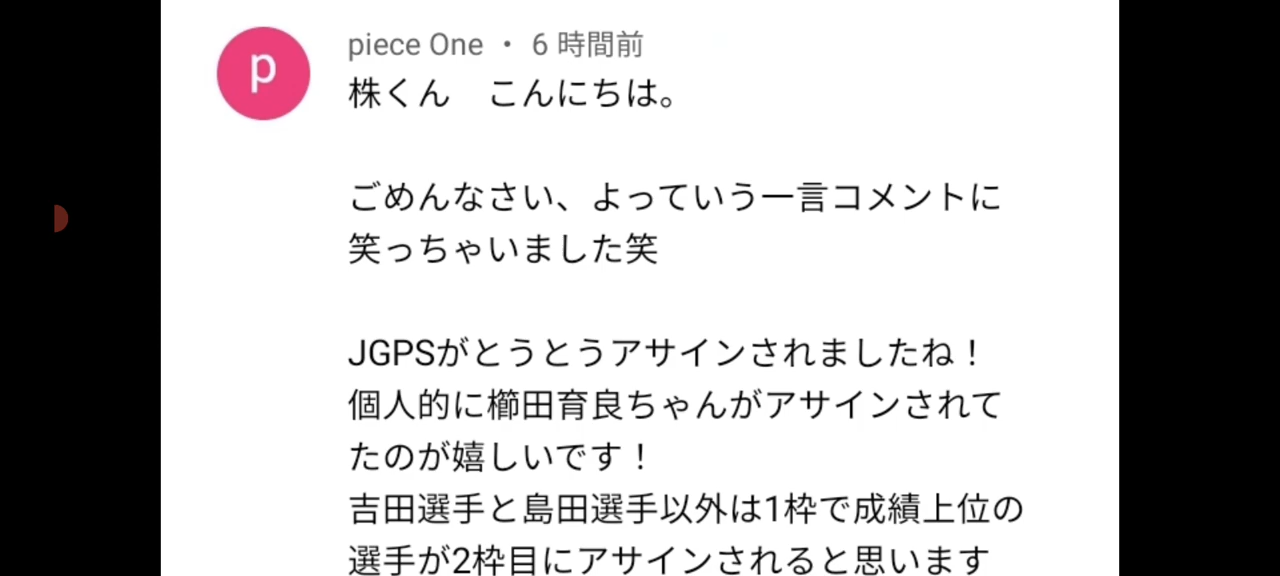 p
piece One • 6 時間前
株くん　こんにちは。
ごめんなさい、よっていう一言コメントに
笑っちゃいました笑
JGPSがとうとうアサインされましたね！
個人的に櫛田育良ちゃんがアサインされて
たのが嬉しいです！
吉田選手と島田選手以外は1枠で成績上位の
選手が2枠目にアサインされると思います